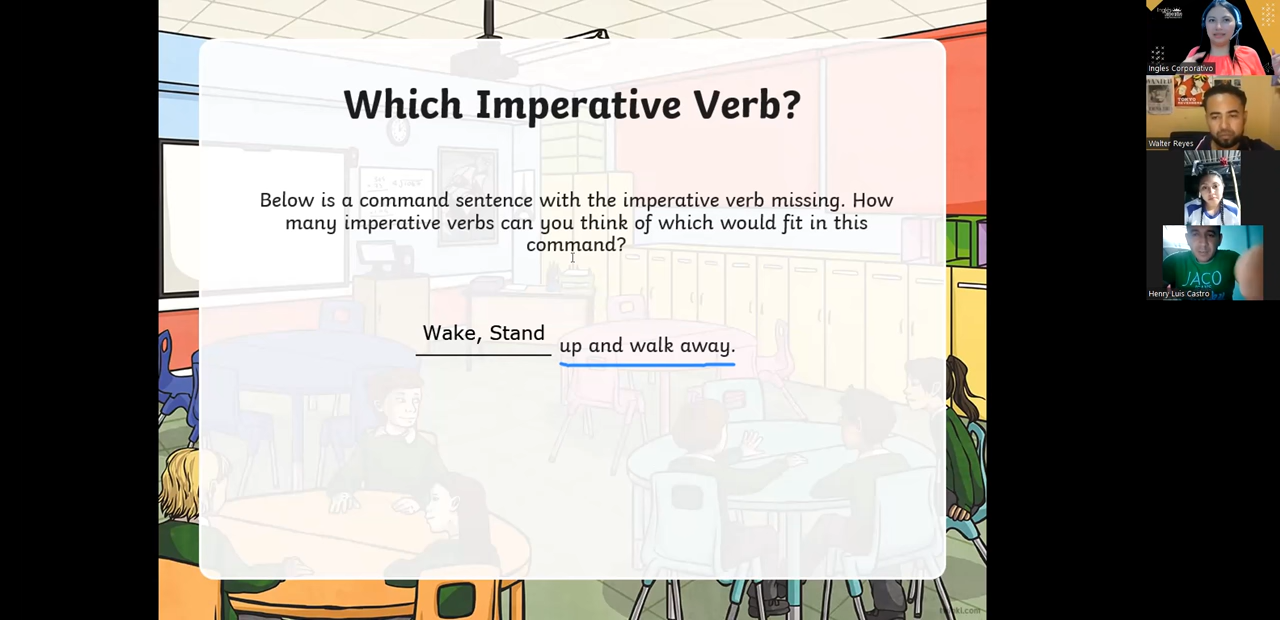 Which Imperative Verb?
Below is a command sentence with the imperative verb missing. How
many imperative verbs can you think of which would fit in this
command?
Wake, Stand
up and walk away.
Ingles Corporativo
Walter Reyes
Henry Luis Castro
JACO